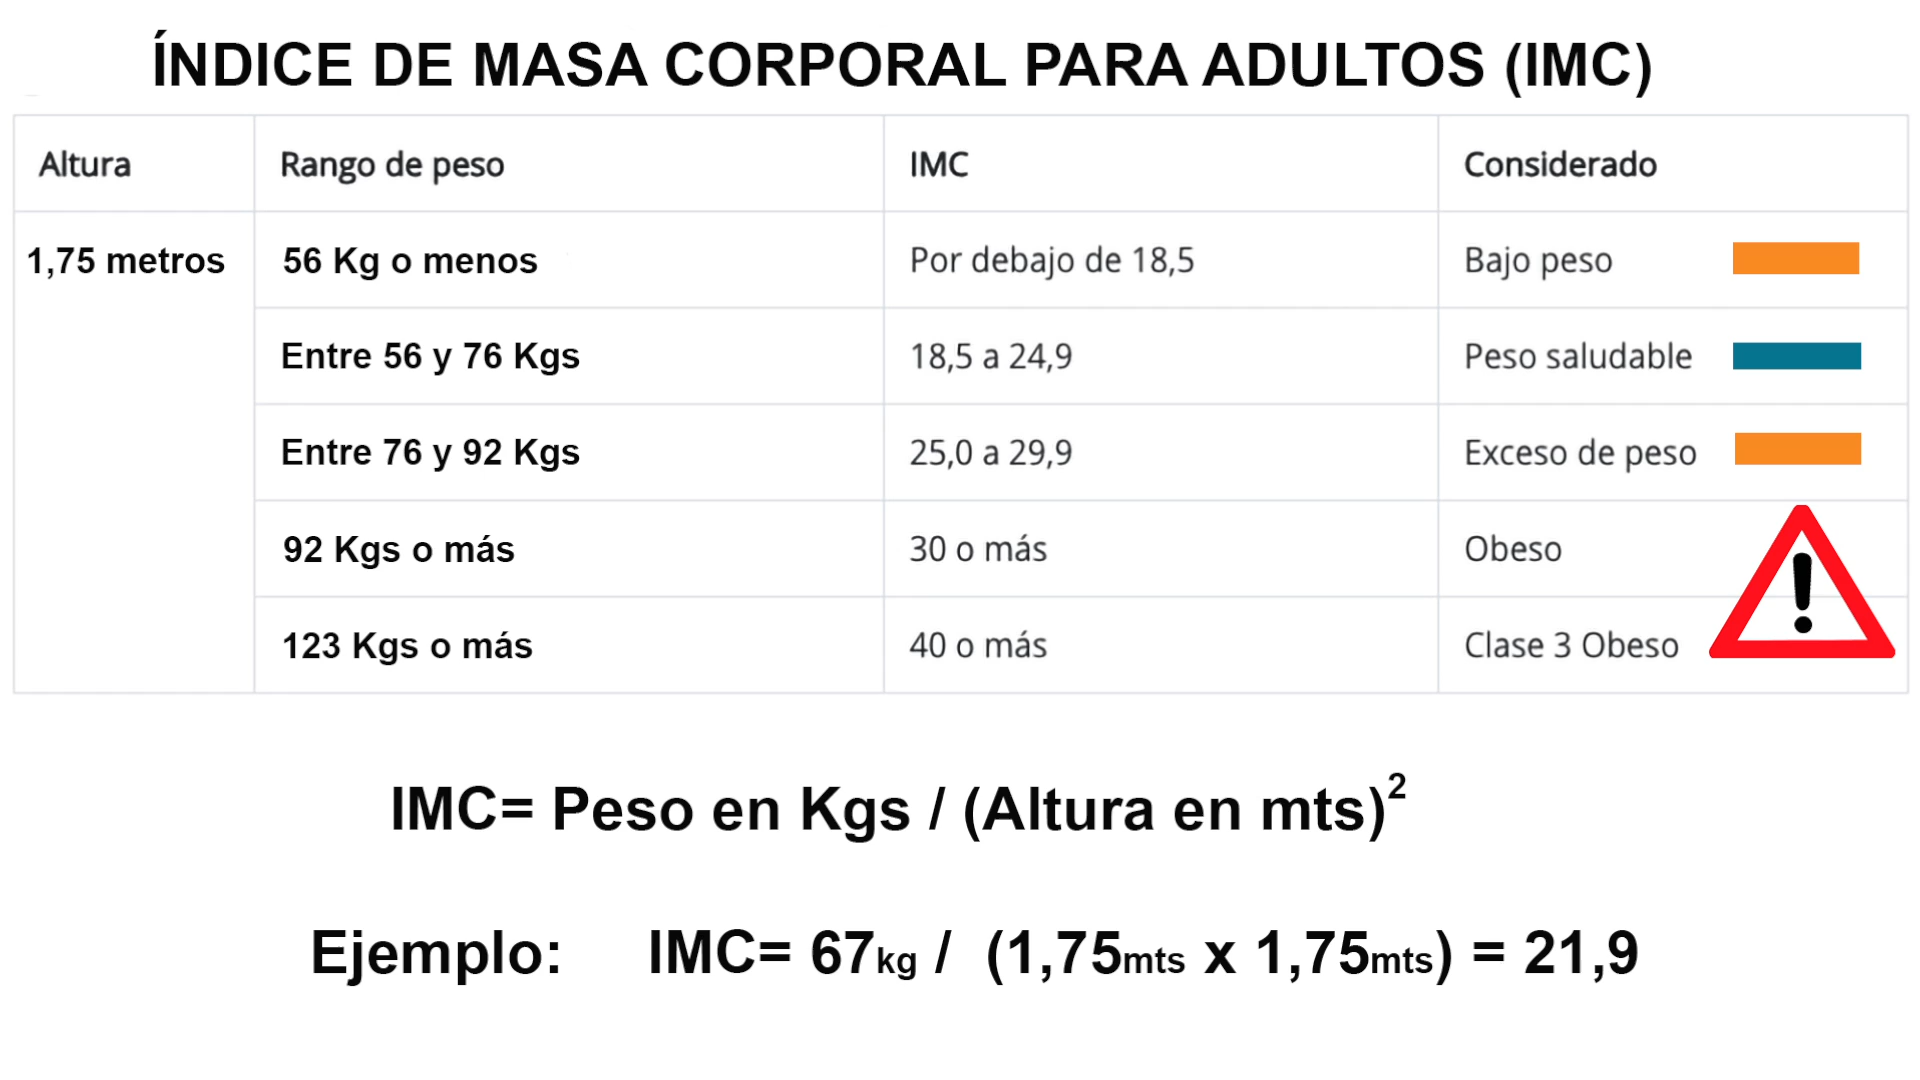 ÍNDICE DE MASA CORPORAL PARA ADULTOS (IMC)
Altura Rango de peso IMC Considerado
1,75 metros 56 Kg o menos Por debajo de 18,5 Bajo peso
Entre 56 y 76 Kgs 18,5 a 24,9 Peso saludable
Entre 76 y 92 Kgs 25,0 a 29,9 Exceso de peso
92 Kgs o más 30 o más Obeso
123 Kgs o más 40 o más Clase 3 Obeso
IMC= Peso en Kgs / (Altura en mts)²
Ejemplo: IMC= 67kg / (1,75mts x 1,75mts) = 21,9